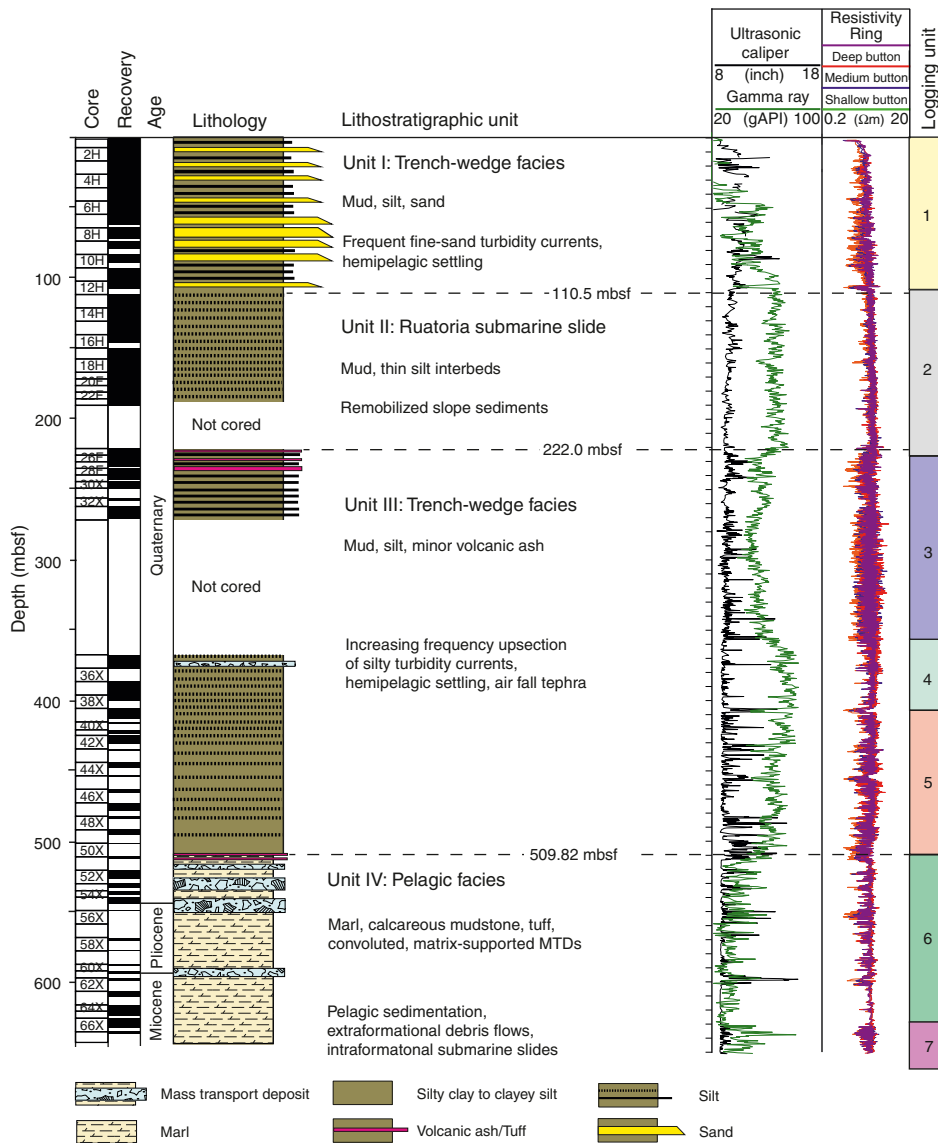 Core
Recovery
Age
Lithology
Lithostratigraphic unit
Ultrasonic
caliper
8 (inch) 18
Gamma ray
20 (gAPI) 100
Resistivity
Ring
Deep button
Medium button
Shallow button
0.2 (Ωm) 20
Logging unit
Depth (mbsf)
100
200
300
400
500
600
2H
4H
6H
8H
10H
12H
14H
16H
18H
20F
22F
26F
28F
30X
32X
36X
38X
40X
42X
44X
46X
48X
50X
52X
54X
56X
58X
60X
62X
64X
66X
Quaternary
Pliocene
Miocene
Not cored
Not cored
Unit I: Trench-wedge facies
Mud, silt, sand
Frequent fine-sand turbidity currents,
hemipelagic settling
110.5 mbsf
Unit II: Ruatoria submarine slide
Mud, thin silt interbeds
Remobilized slope sediments
222.0 mbsf
Unit III: Trench-wedge facies
Mud, silt, minor volcanic ash
Increasing frequency upsection
of silty turbidity currents,
hemipelagic settling, air fall tephra
509.82 mbsf
Unit IV: Pelagic facies
Marl, calcareous mudstone, tuff,
convoluted, matrix-supported MTDs
Pelagic sedimentation,
extraformational debris flows,
intraformatonal submarine slides
1
2
3
4
5
6
7
Mass transport deposit
Silty clay to clayey silt
Silt
Marl
Volcanic ash/Tuff
Sand